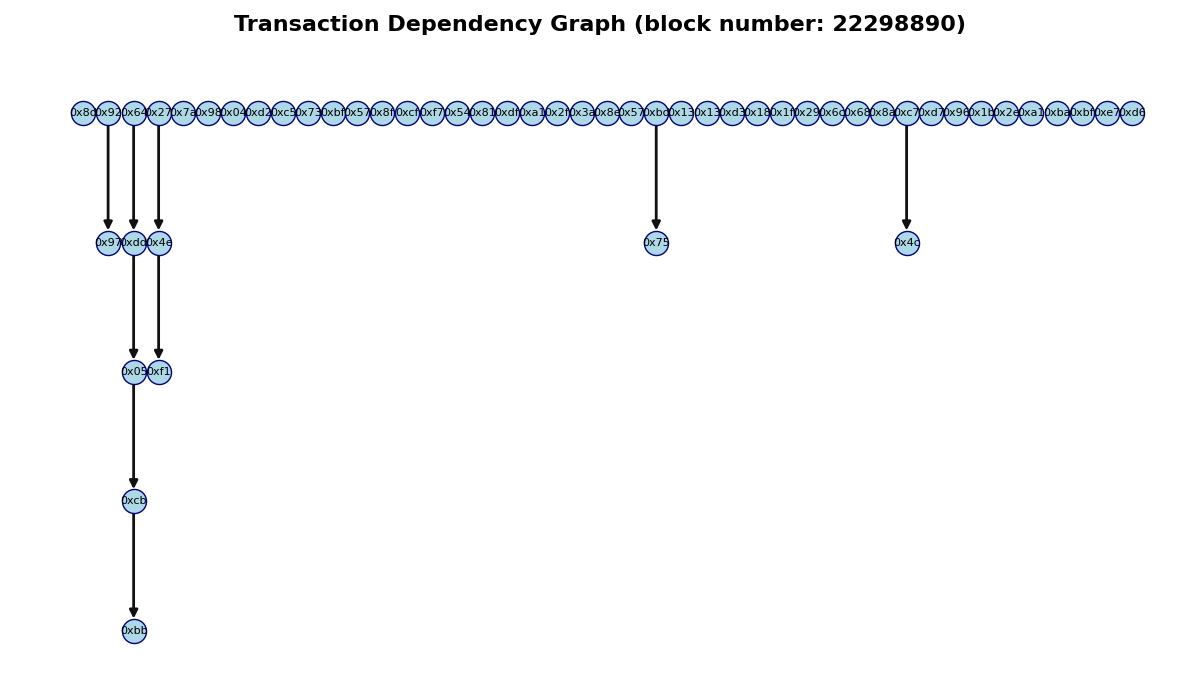 Transaction Dependency Graph (block number: 22298890)
0x8d 0x92 0x64 0x27 0x7a 0x98 0x04 0xd2 0xc5 0x73 0xbf 0x57 0x8f 0xcf 0xf7 0x54 0x81 0xdf 0xa1 0x2f 0x3a 0x8e 0x57 0xbd 0x13 0x13 0xd3 0x18 0x1f 0x29 0x6c 0x68 0x8a 0xc7 0xd7 0x96 0x1b 0x2e 0xa1 0xba 0xbf 0xe7 0xd6
0x97 0xdd 0x4e 0x75 0x4c
0x05 0xf1
0xcb
0xbb